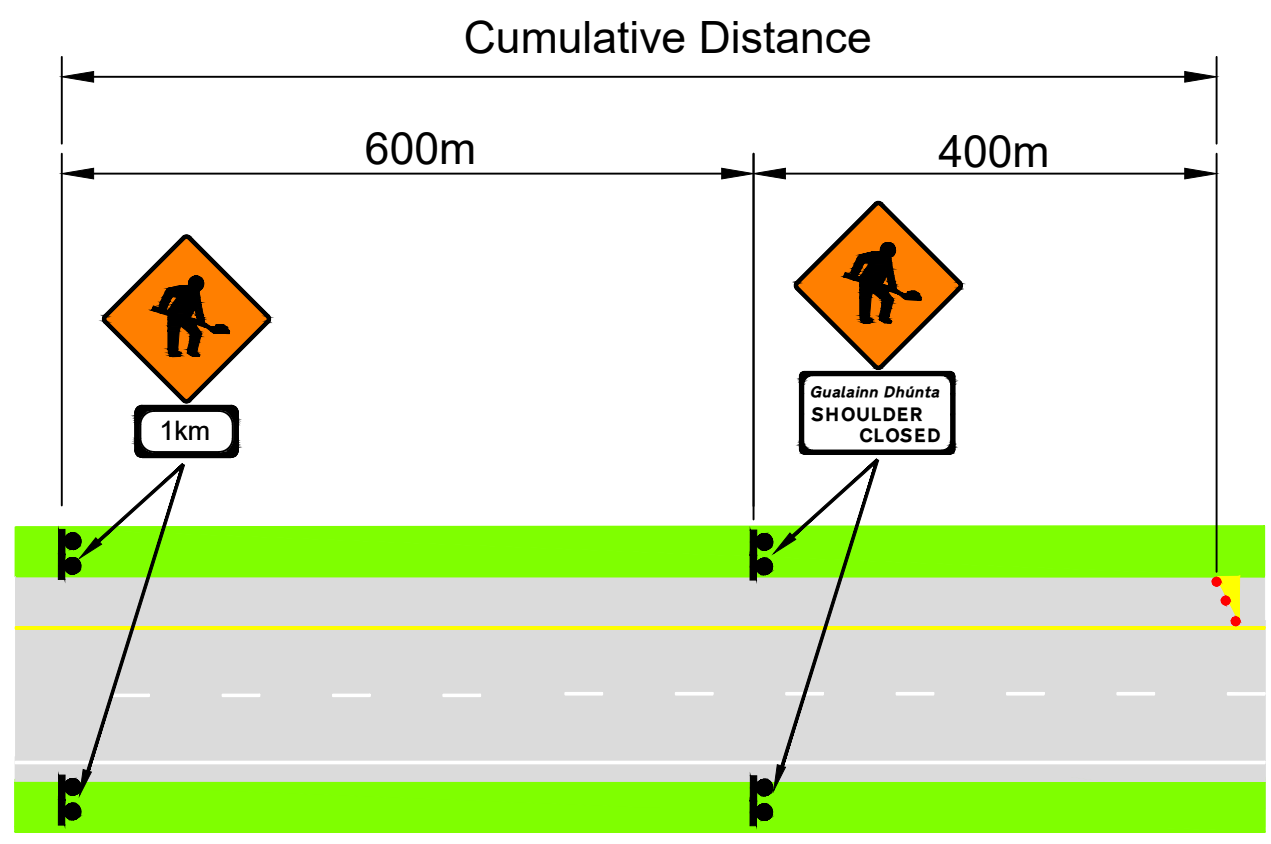 Cumulative Distance
600m
400m
1km
Gualainn Dhúnta
SHOULDER
CLOSED